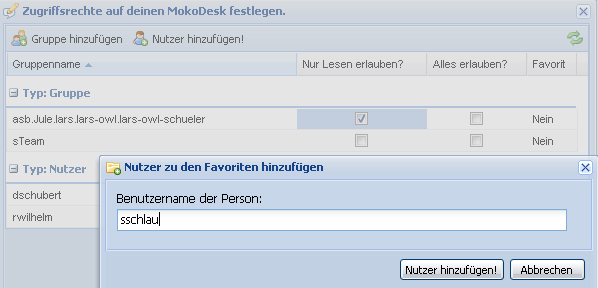 Zugriffsrechte auf deinen MokoDesk festlegen.
Gruppe hinzufügen Nutzer hinzufügen!
Gruppenname Nur Lesen erlauben? Alles erlauben? Favorit
Typ: Gruppe
asb.Jule.lars.lars-owl.lars-owl-schueler Nein
sTeam Nein
Typ: Nutzer
dschubert
rwilhelm
Nutzer zu den Favoriten hinzufügen
Benutzername der Person:
sschlau
Nutzer hinzufügen! Abbrechen